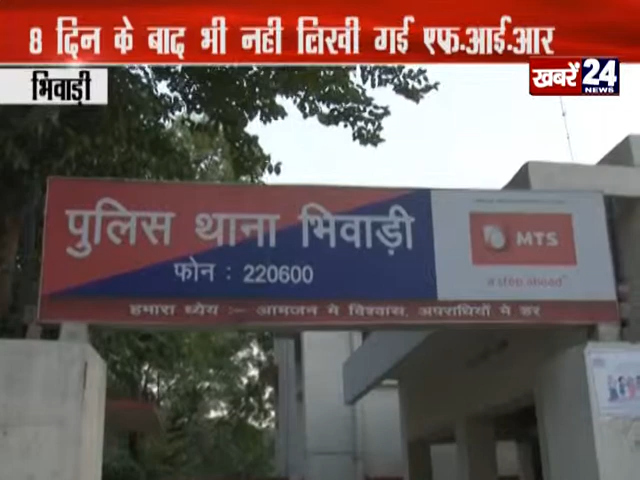 8 दिन के बाद भी नही लिखी गई एफ.आई.आर
भिवाड़ी
खबरें 24
NEWS
पुलिस थाना भिवाड़ी
फोन : 220600
MTS
a step ahead
हमारा ध्येय :- आमजन मे विश्वास, अपराधियों मे डर